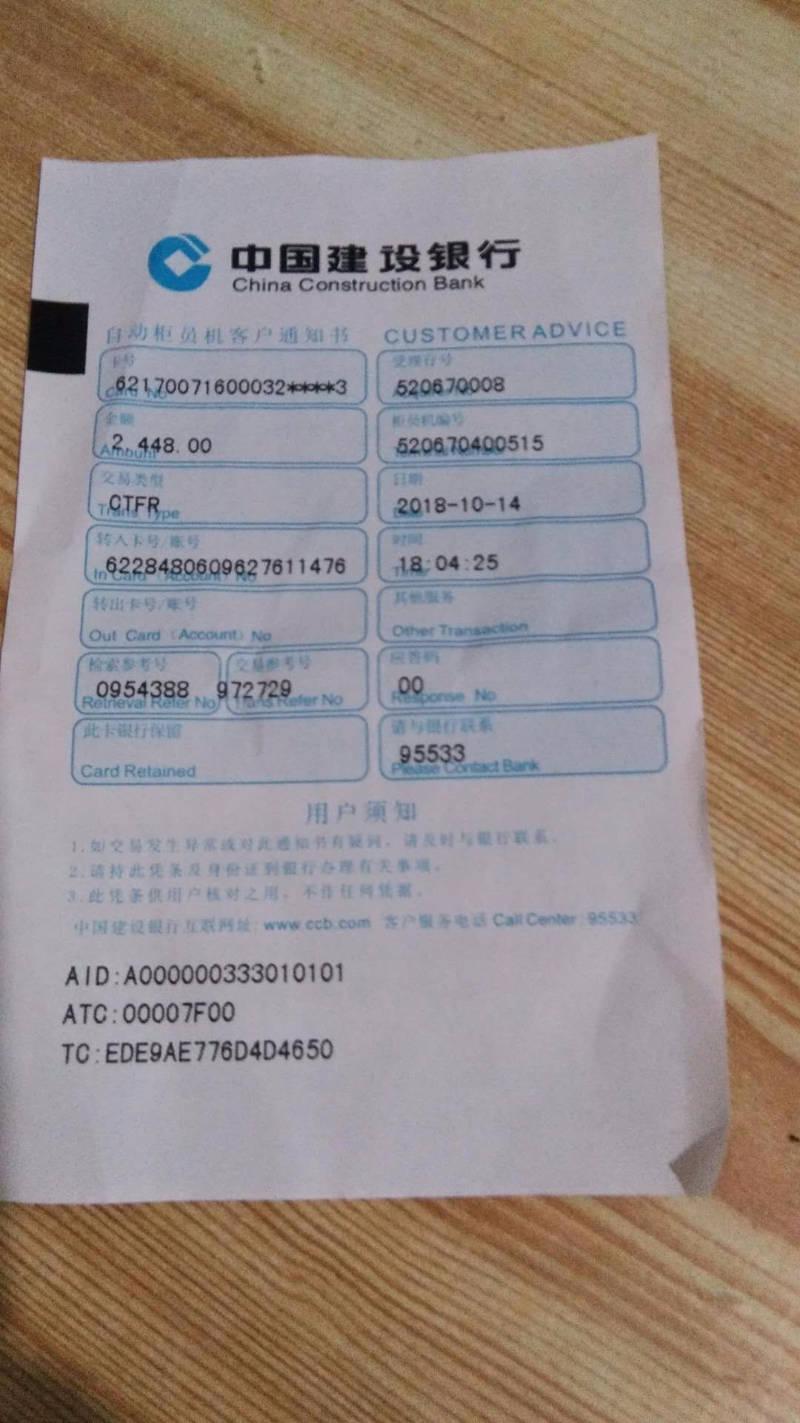 中国建设银行
China Construction Bank
自动柜员机客户通知书 CUSTOMER ADVICE
卡号 受理行号
62170071600032****3 520670008
Card No
金额 柜员机编号
2,448.00 520670400515
Amount
交易类型 日期
CTFR 2018-10-14
Trans Type Date
转入卡号/账号 时间
6228480609627611476 18:04:25
In Card (Account) No Time
转出卡号/账号 其他服务
Out Card (Account) No Other Transaction
检索参考号 交易参考号 应答码
0954388 972729 00
Retrieval Refer No Trans Refer No Response No
此卡银行保留 请与银行联系
95533
Card Retained Please Contact Bank
用户须知
1.如交易发生异常或对此通知书有疑问，请及时与银行联系。
2.请持此凭条及身份证到银行办理有关事项。
3.此凭条供用户核对之用，不作任何凭据。
中国建设银行互联网址:www.ccb.com 客户服务电话 Call Center:95533
AID:A000000333010101
ATC:00007F00
TC:EDE9AE776D4D4650